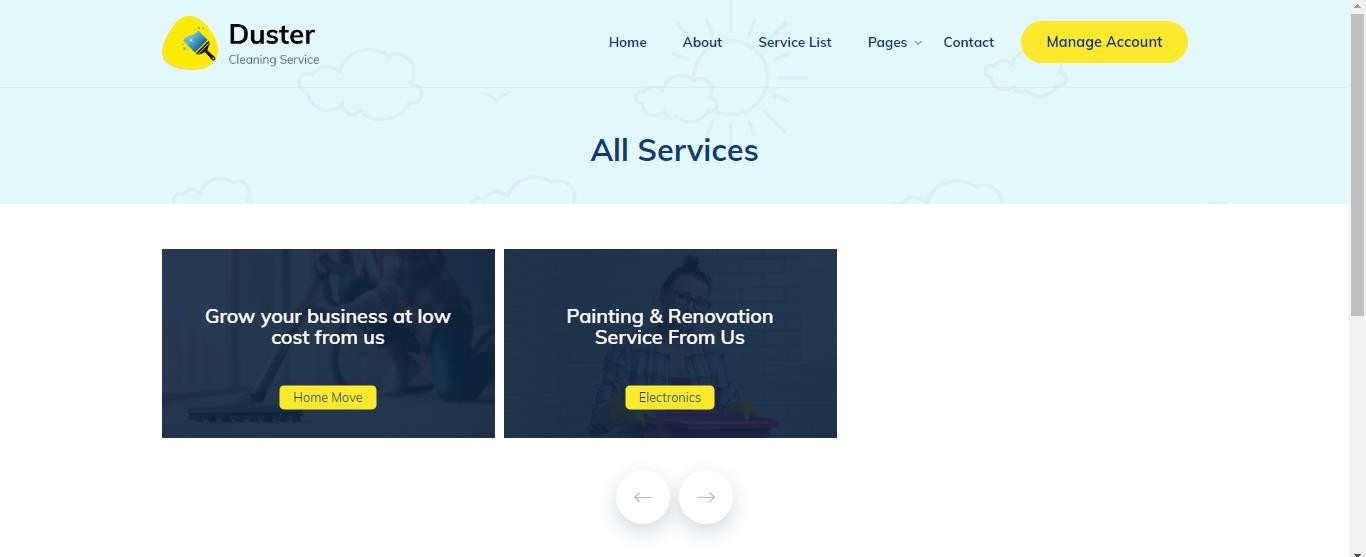 Duster
Cleaning Service
Home About Service List Pages Contact Manage Account
All Services
Grow your business at low
cost from us
Home Move
Painting & Renovation
Service From Us
Electronics